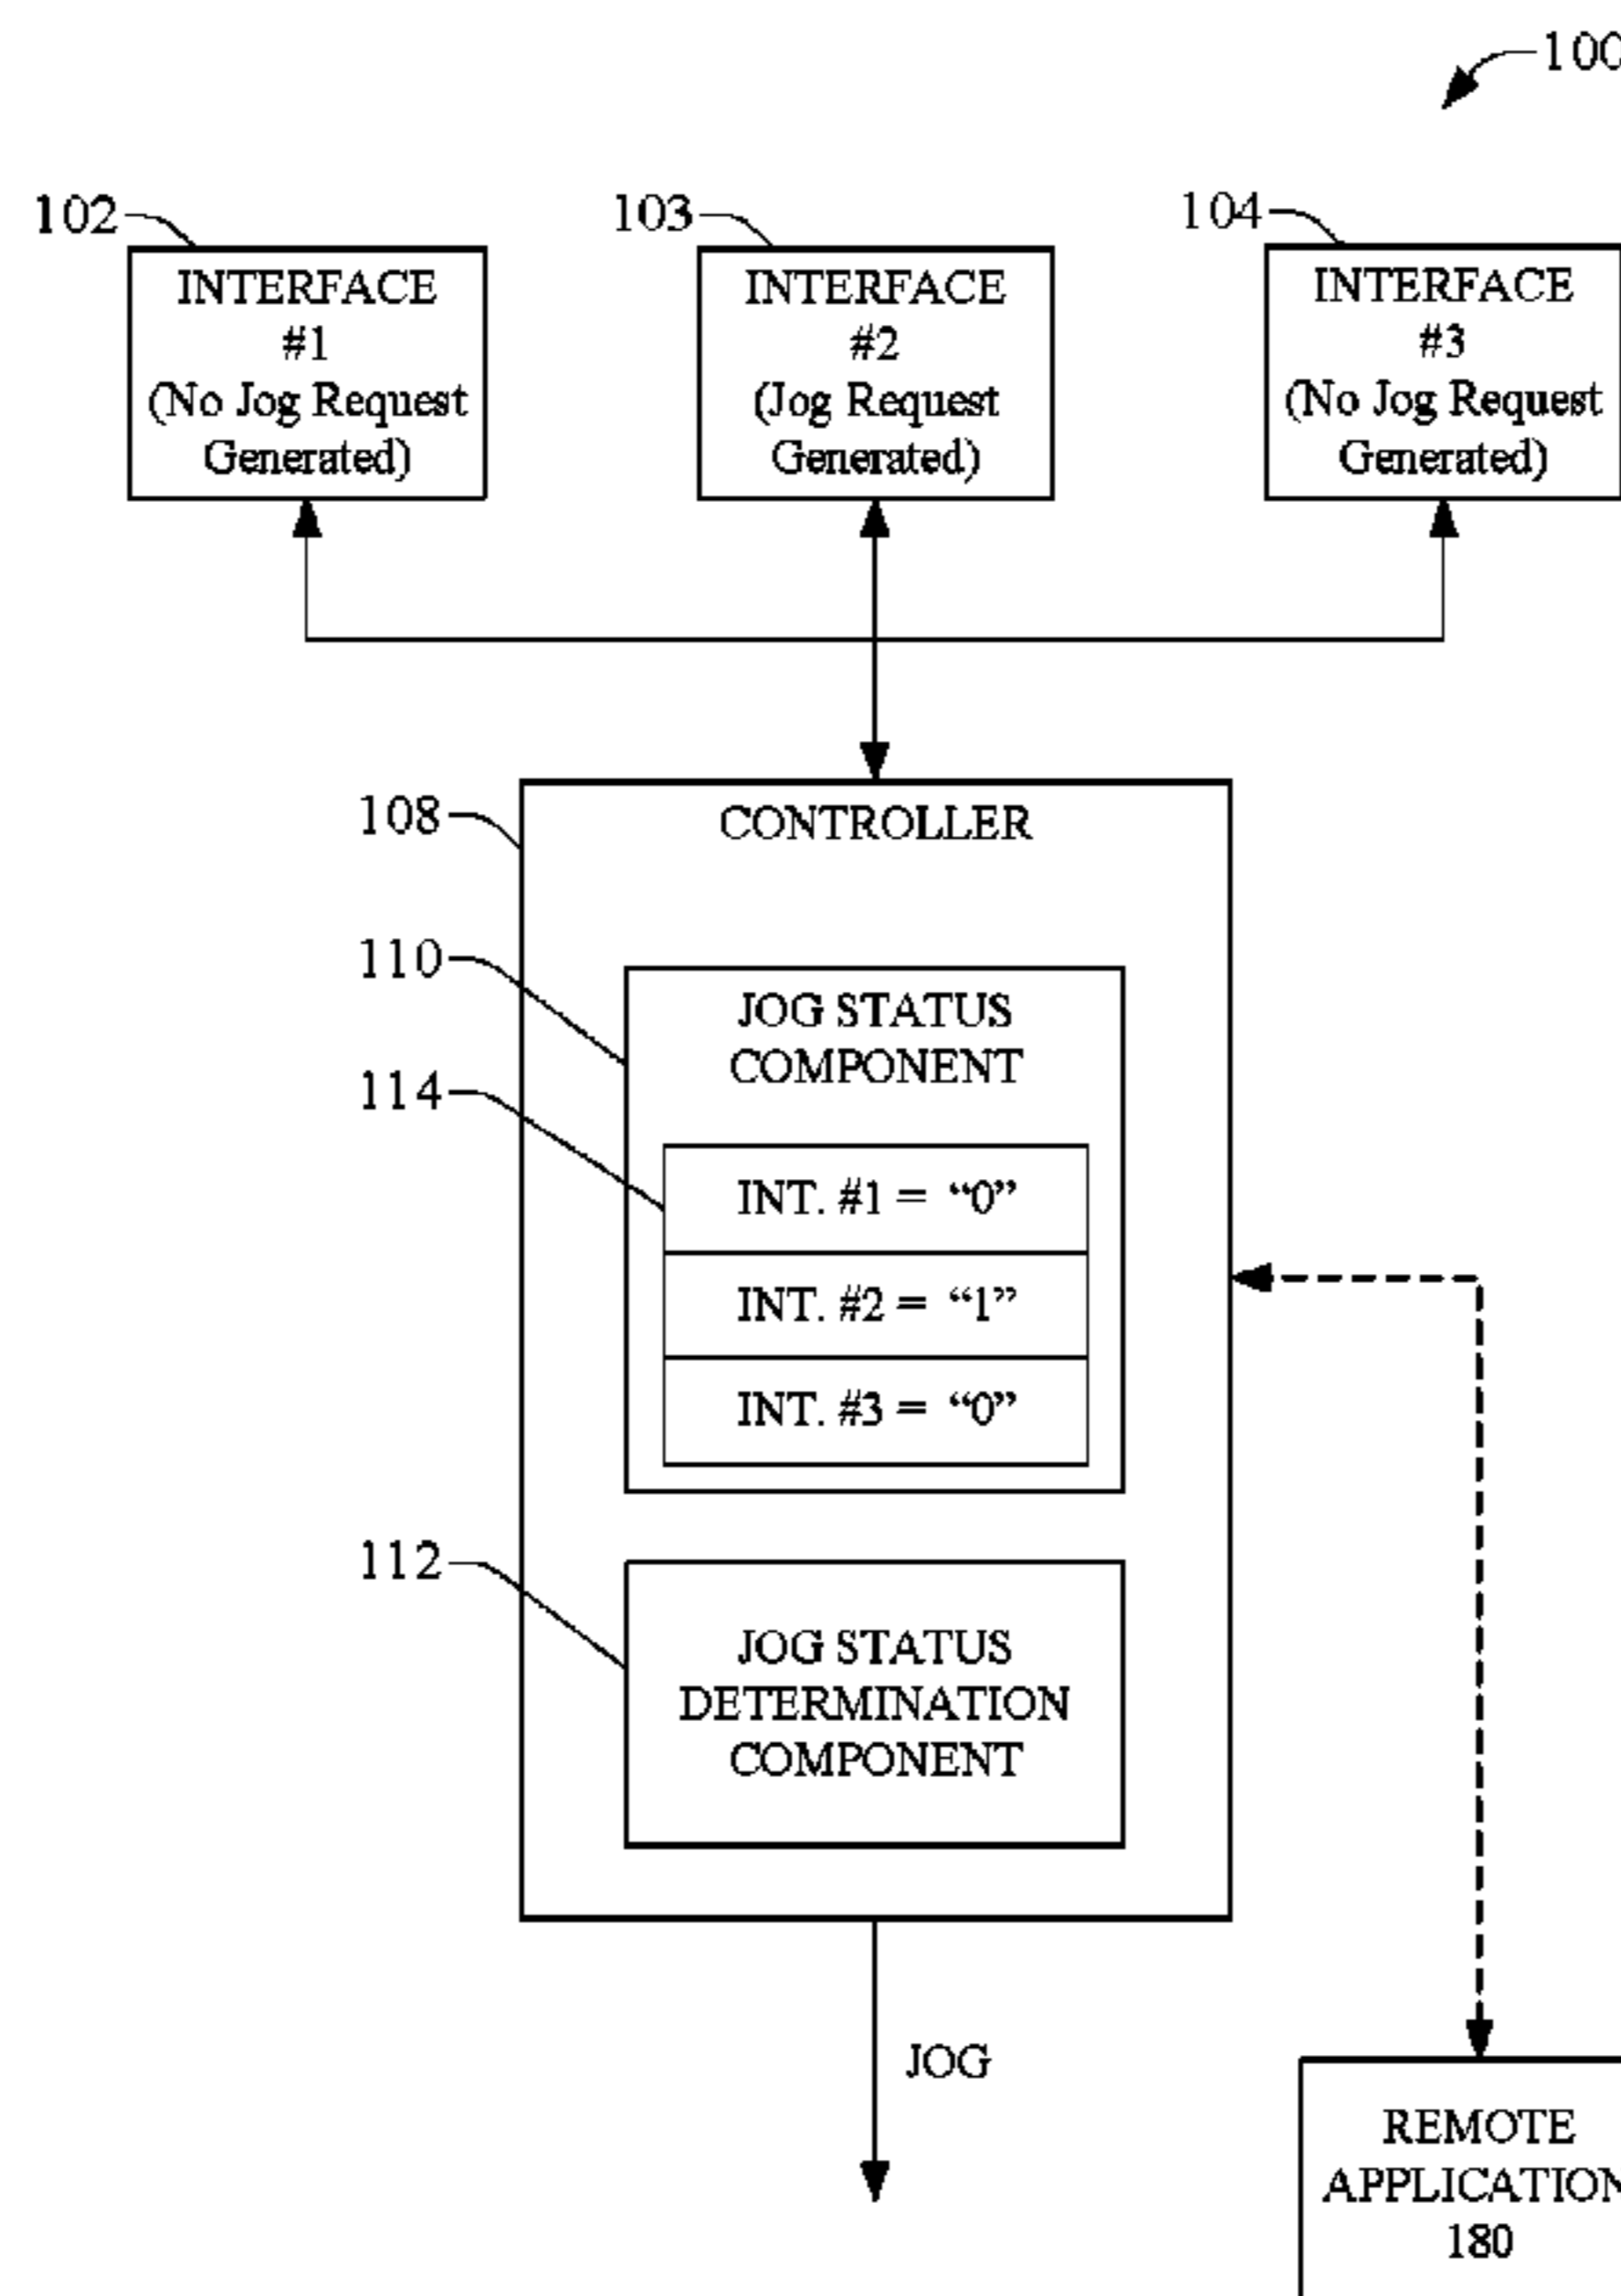 100
102
103
104
INTERFACE
#1
(No Jog Request
Generated)
INTERFACE
#2
(Jog Request
Generated)
INTERFACE
#3
(No Jog Request
Generated)
108
CONTROLLER
110
JOG STATUS
COMPONENT
114
INT. #1 = “0”
INT. #2 = “1”
INT. #3 = “0”
112
JOG STATUS
DETERMINATION
COMPONENT
JOG
REMOTE
APPLICATION
180